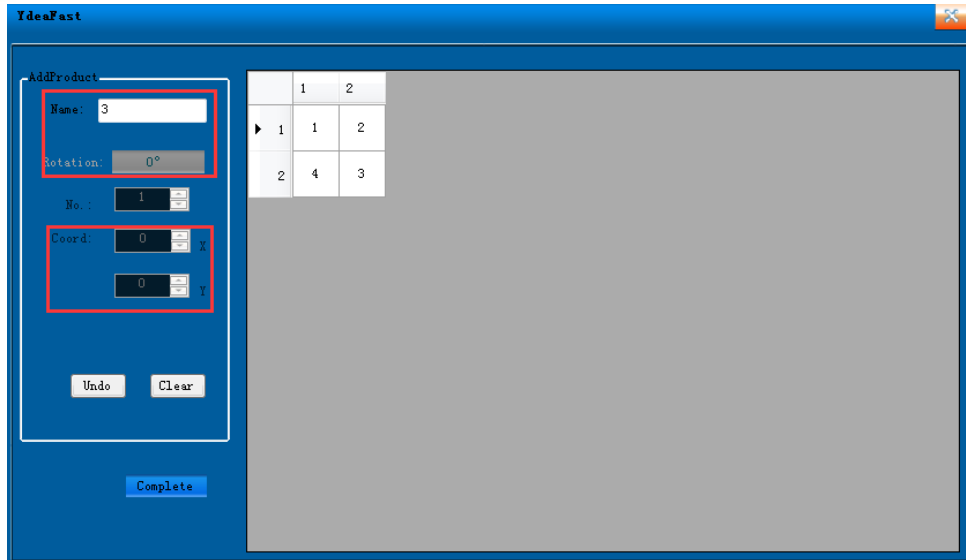 YdeaFast
AddProduct
Name: 3
Rotation: 0°
No.: 1
Coord: 0 X
0 Y
Undo Clear
Complete
1 2
1 1 2
2 4 3